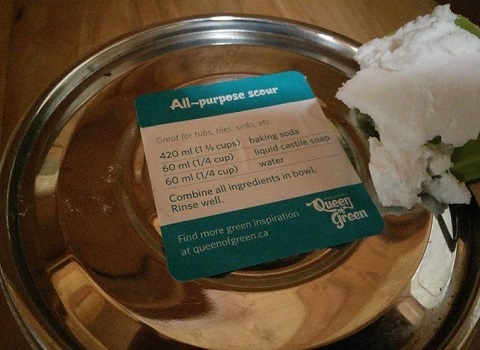 All-purpose scour
Great for tubs, tiles, sinks, etc.
420 ml (1 ⅔ cups) baking soda
60 ml (1/4 cup) liquid castile soap
60 ml (1/4 cup) water
Combine all ingredients in bowl.
Rinse well.
Find more green inspiration
at queenofgreen.ca
Queen
of
Green